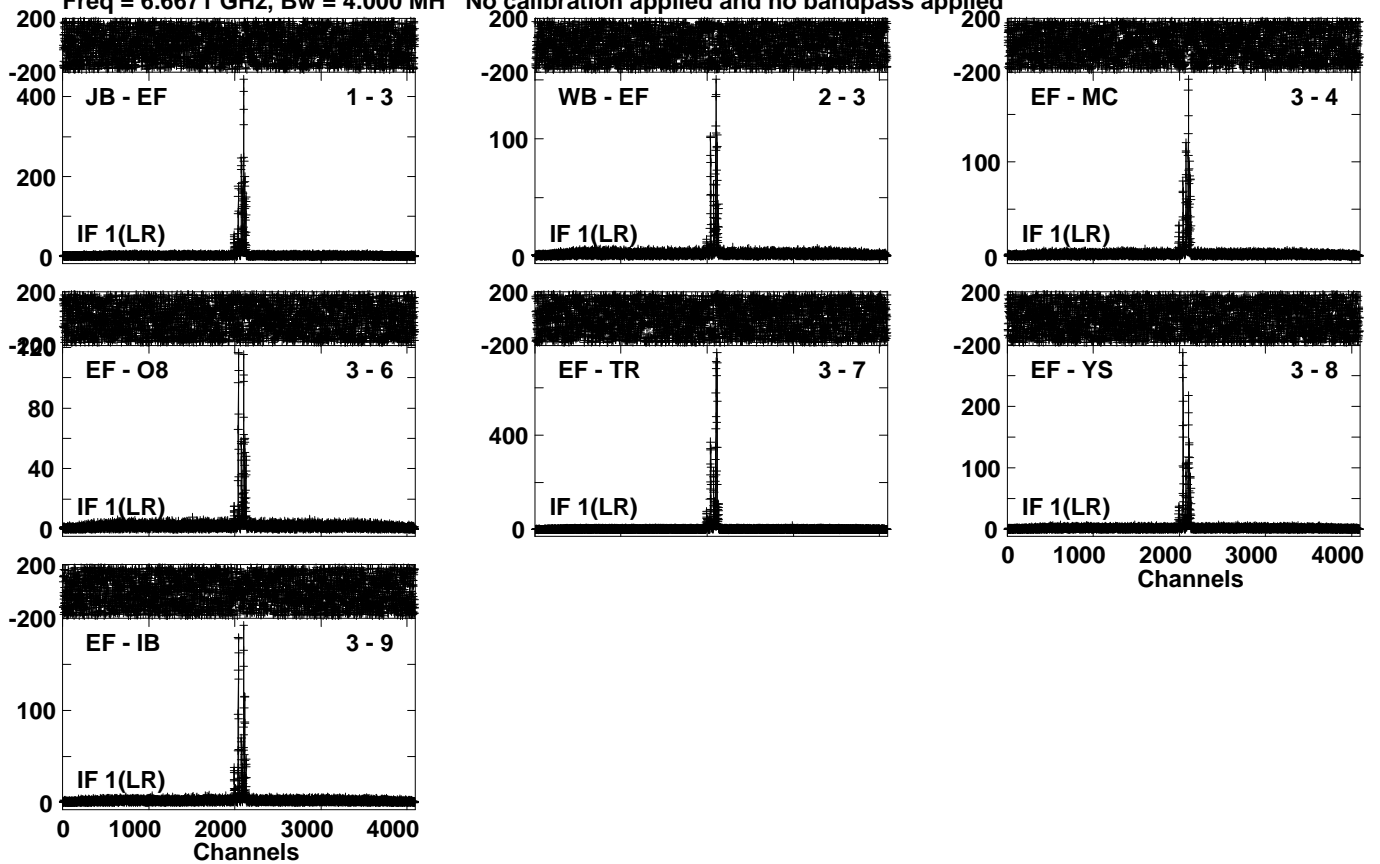 Freq = 6.6671 GHz, Bw = 4.000 MH No calibration applied and no bandpass applied
200 200 200
-200 -200 -200
JB - EF 1 - 3 WB - EF 2 - 3 EF - MC 3 - 4
400
200
0
100
0
100
0
IF 1(LR) IF 1(LR) IF 1(LR)
200 200 200
-200 -200 -200
120
EF - O8 3 - 6 EF - TR 3 - 7 EF - YS 3 - 8
80
40
0
400
0
200
100
0
IF 1(LR) IF 1(LR) IF 1(LR)
0 1000 2000 3000 4000
Channels
200
-200
EF - IB 3 - 9
100
0
IF 1(LR)
0 1000 2000 3000 4000
Channels